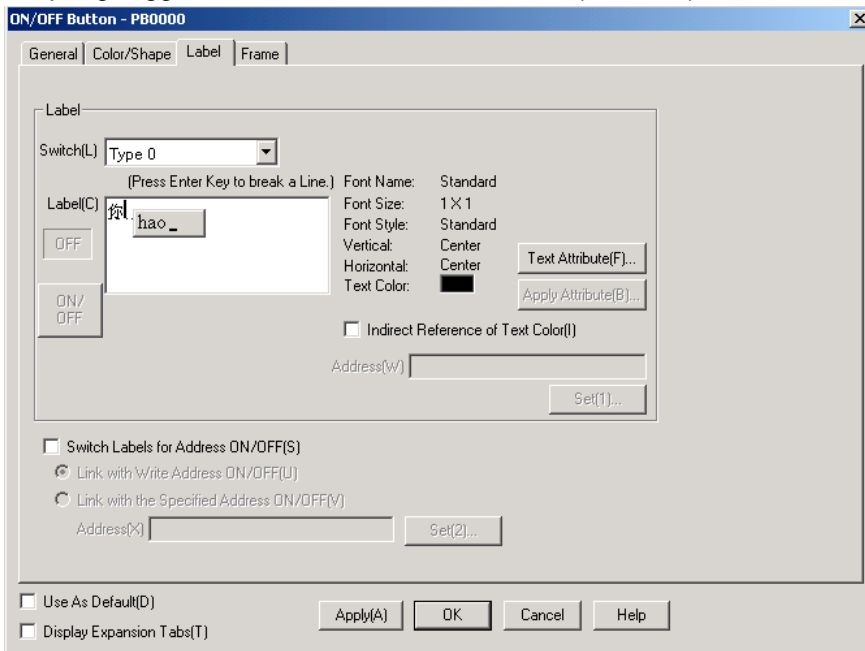 ON/OFF Button - PB0000
General Color/Shape Label Frame
Label
Switch(L) Type 0
(Press Enter Key to break a Line.)
Label(C) 你
hao_
OFF
ON/
OFF
Font Name: Standard
Font Size: 1 X 1
Font Style: Standard
Vertical: Center
Horizontal: Center
Text Color:
Text Attribute(F)...
Apply Attribute(B)...
Indirect Reference of Text Color(I)
Address(W)
Set(1)...
Switch Labels for Address ON/OFF(S)
Link with Write Address ON/OFF(U)
Link with the Specified Address ON/OFF(V)
Address(X) Set(2)...
Use As Default(D)
Display Expansion Tabs(T)
Apply(A) OK Cancel Help